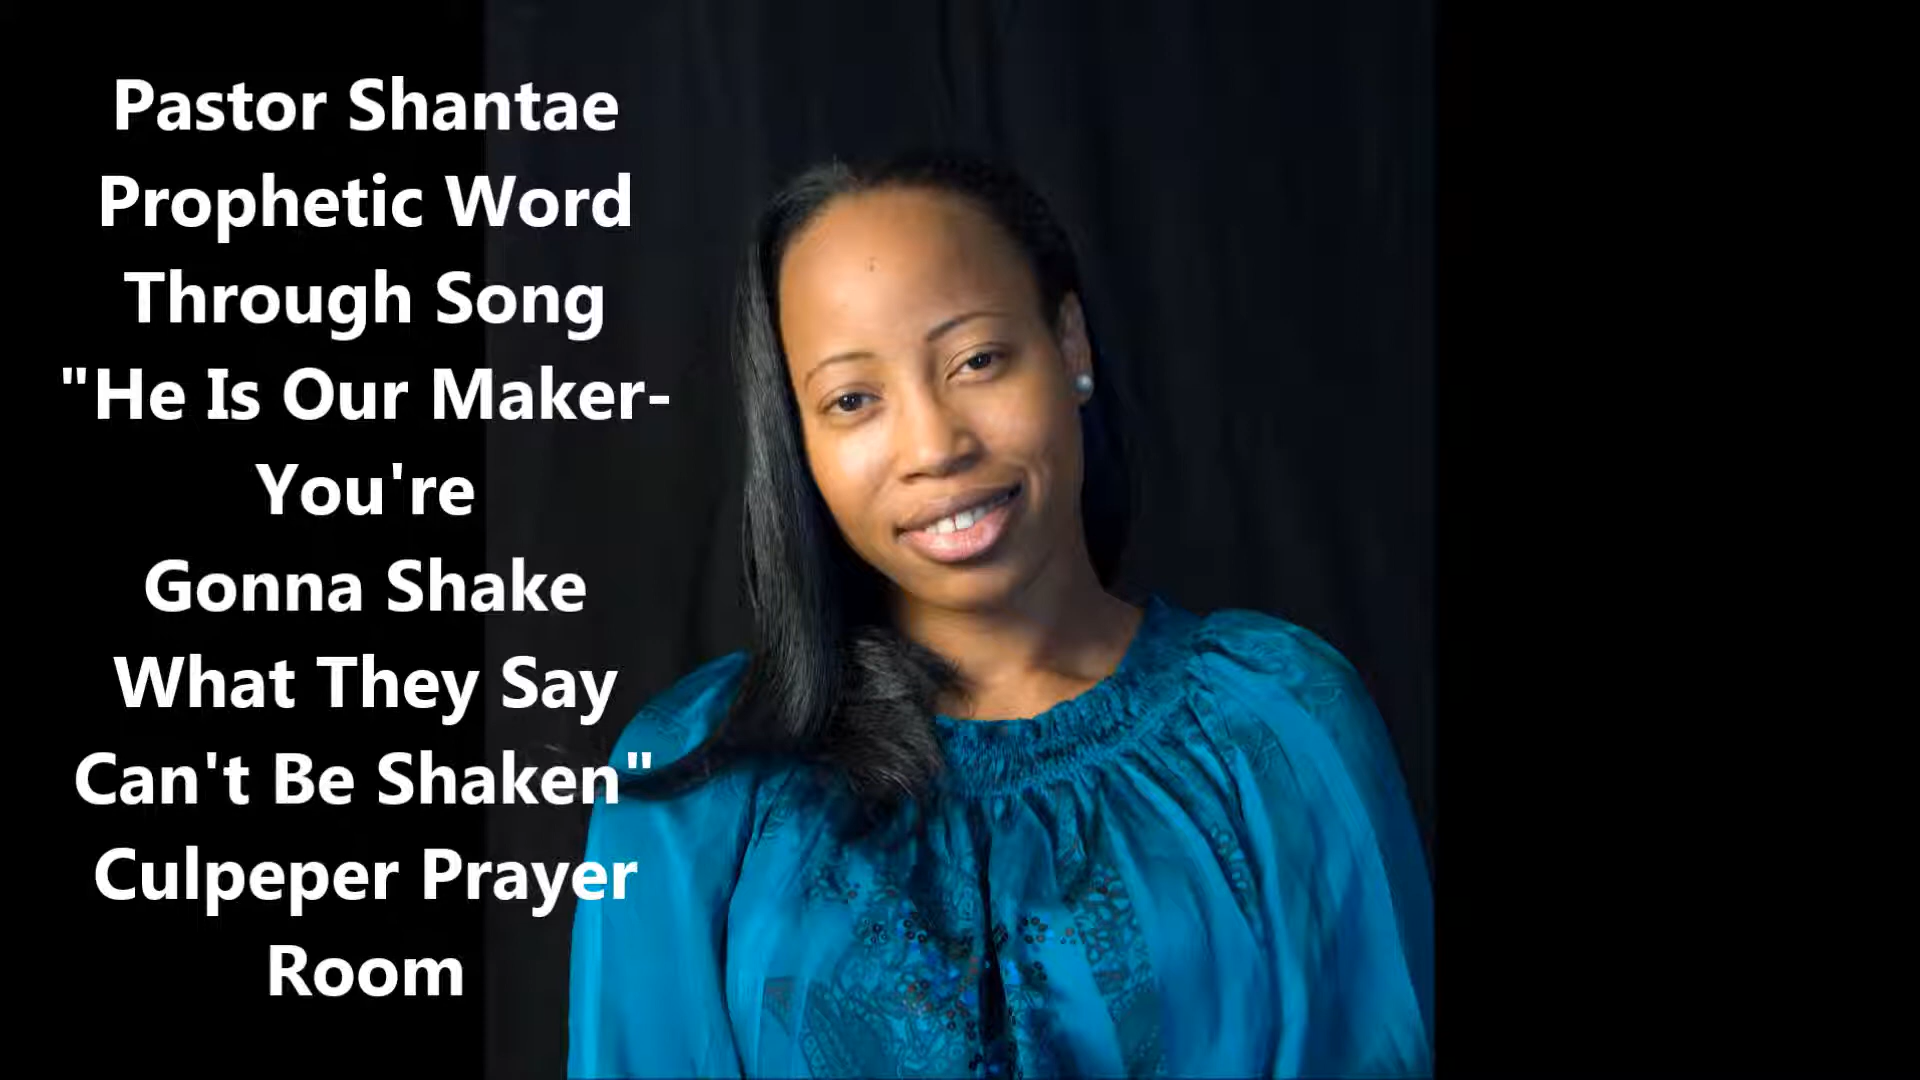 Pastor Shantae
Prophetic Word
Through Song
"He Is Our Maker-
You're
Gonna Shake
What They Say
Can't Be Shaken"
Culpeper Prayer
Room